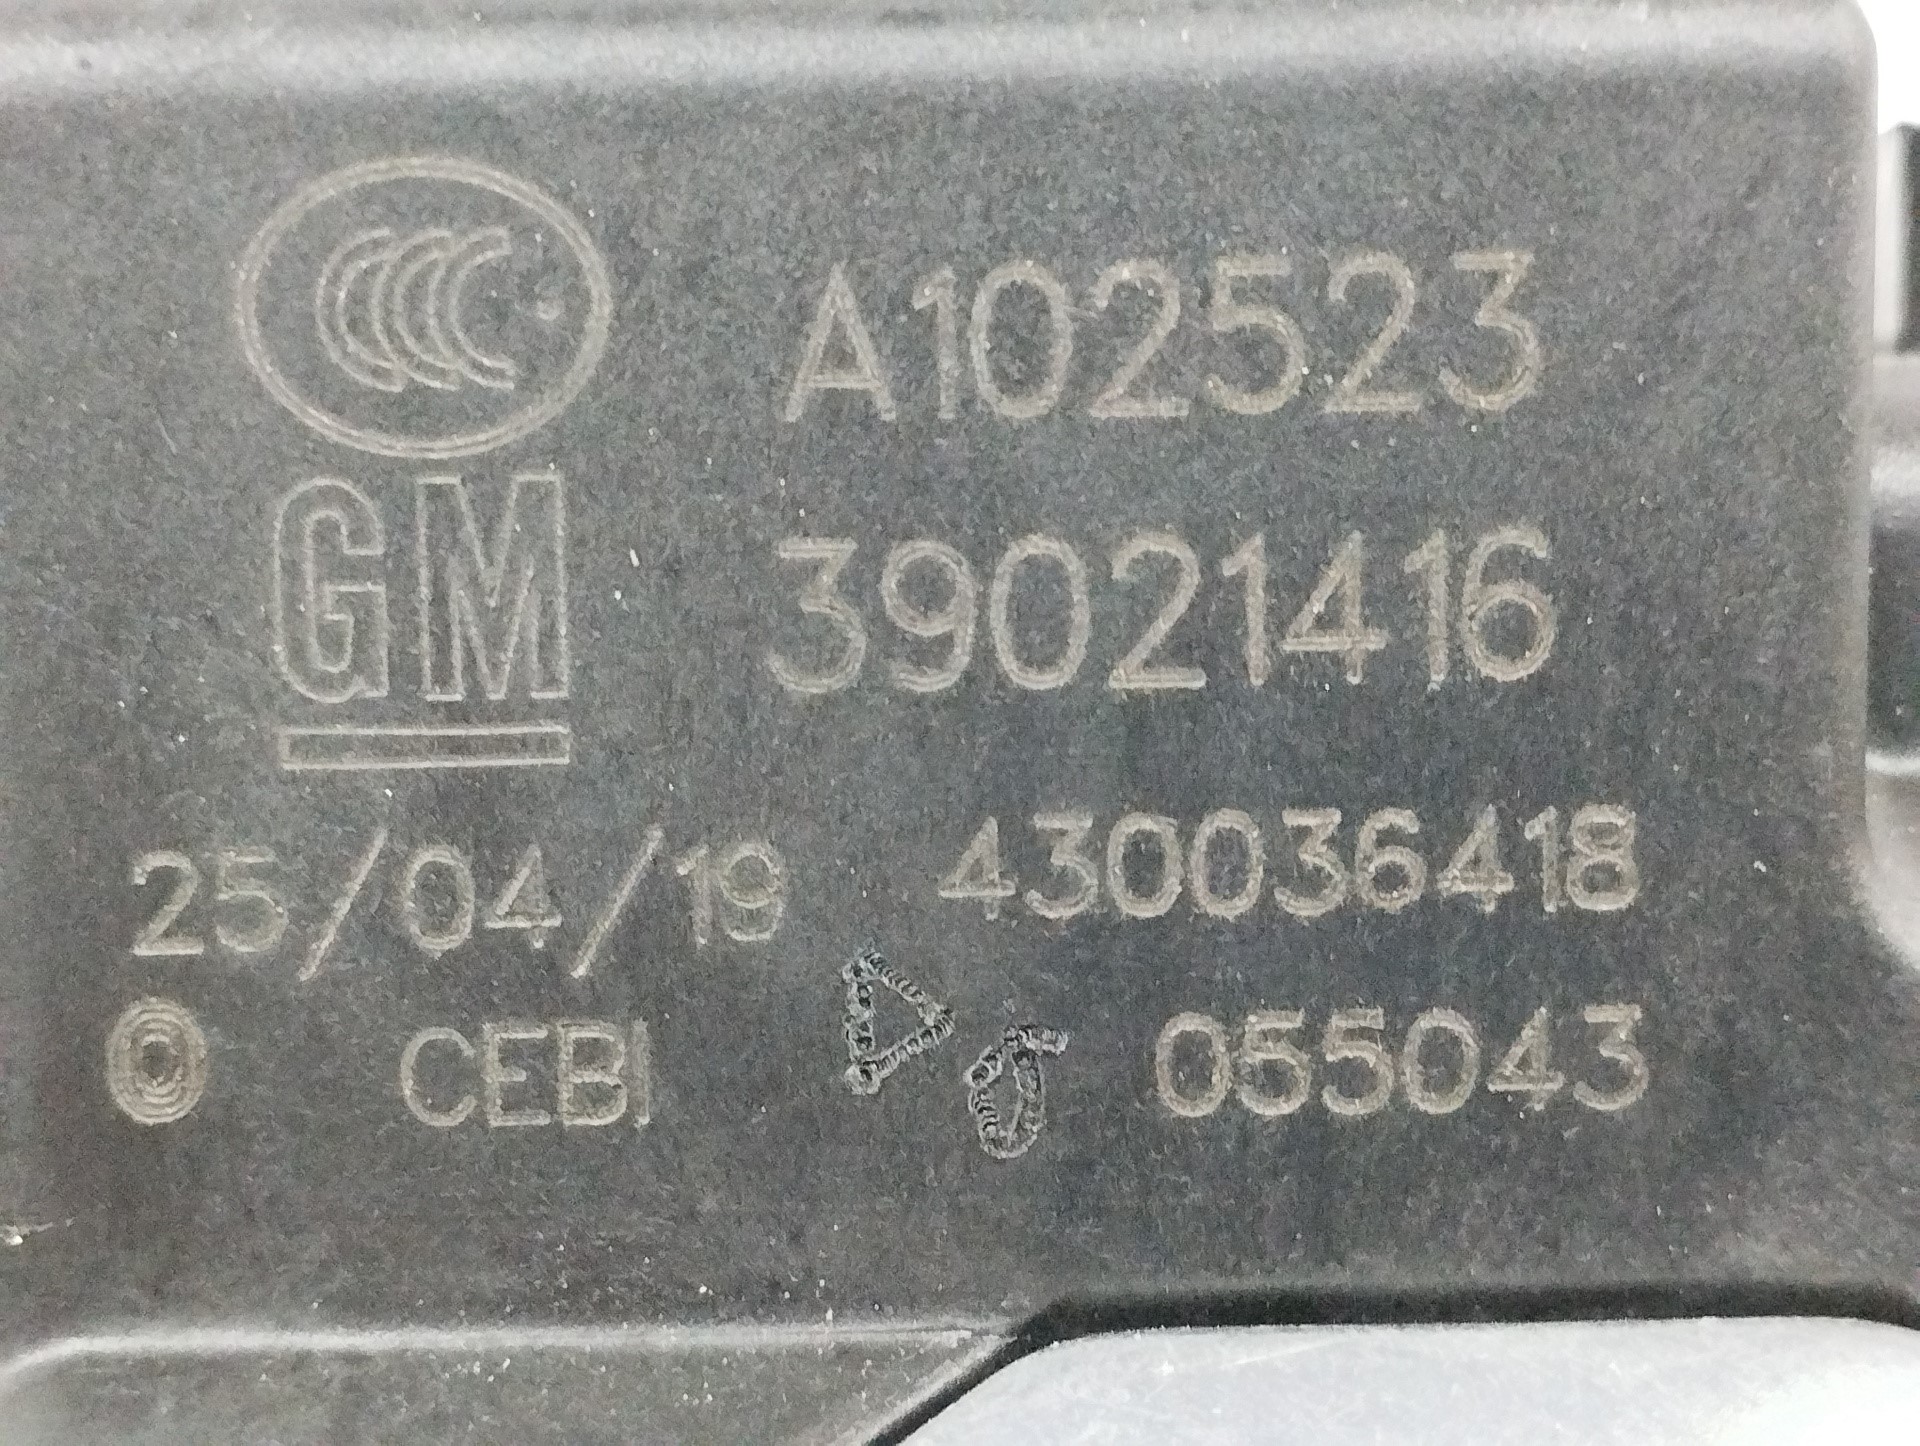 CCC
A102523
GM
39021416
25/04/19
430036418
CEBI
055043